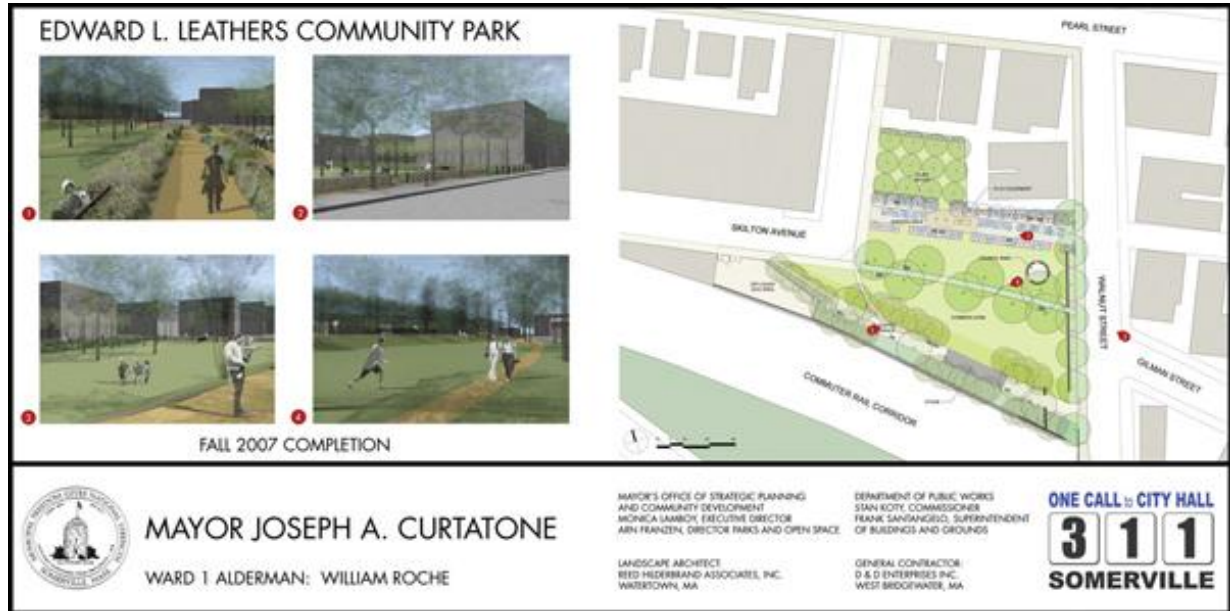 EDWARD L. LEATHERS COMMUNITY PARK
1
2
3
4
FALL 2007 COMPLETION
PEARL STREET
SKILTON AVENUE
WALNUT STREET
GILMAN STREET
COMMUTER RAIL CORRIDOR
MAYOR JOSEPH A. CURTATONE
WARD 1 ALDERMAN: WILLIAM ROCHE
MAYOR'S OFFICE OF STRATEGIC PLANNING
AND COMMUNITY DEVELOPMENT
MONICA LAMBOY, EXECUTIVE DIRECTOR
ARN FRANZEN, DIRECTOR PARKS AND OPEN SPACE
LANDSCAPE ARCHITECT:
REED HILDERBRAND ASSOCIATES, INC.
WATERTOWN, MA
DEPARTMENT OF PUBLIC WORKS
STAN KOTY, COMMISSIONER
FRANK SANTANGELO, SUPERINTENDENT
OF BUILDINGS AND GROUNDS
GENERAL CONTRACTOR:
D & D ENTERPRISES INC.
WEST BRIDGEWATER, MA
ONE CALL to CITY HALL
311
SOMERVILLE